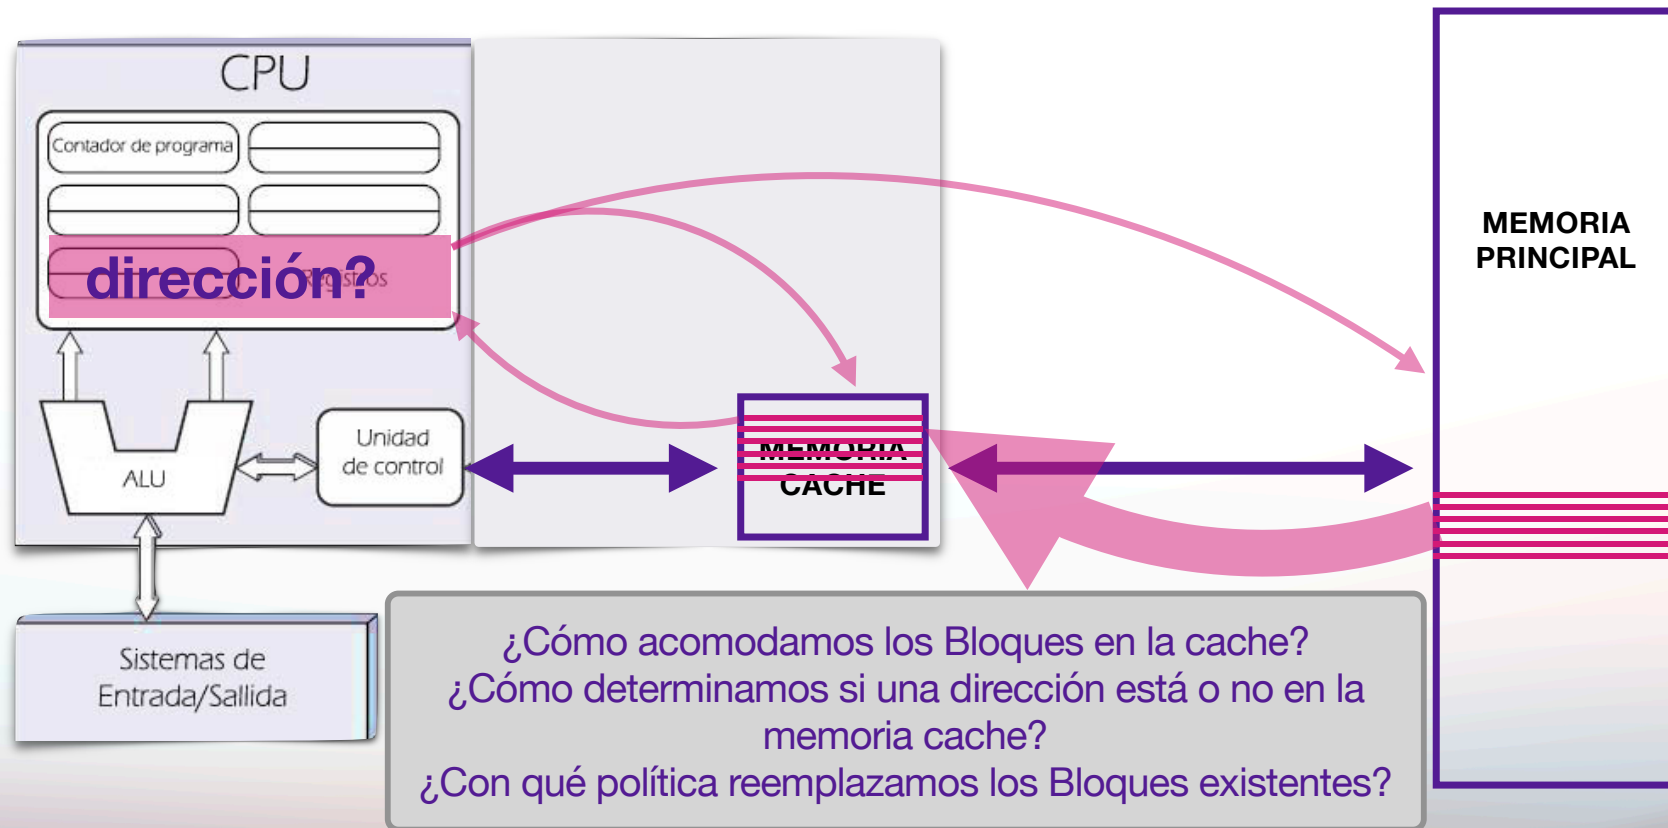 CPU
Contador de programa
dirección?
Registros
ALU
Unidad
de control
Sistemas de
Entrada/Sallida
MEMORIA
CACHE
MEMORIA
PRINCIPAL
¿Cómo acomodamos los Bloques en la cache?
¿Cómo determinamos si una dirección está o no en la
memoria cache?
¿Con qué política reemplazamos los Bloques existentes?